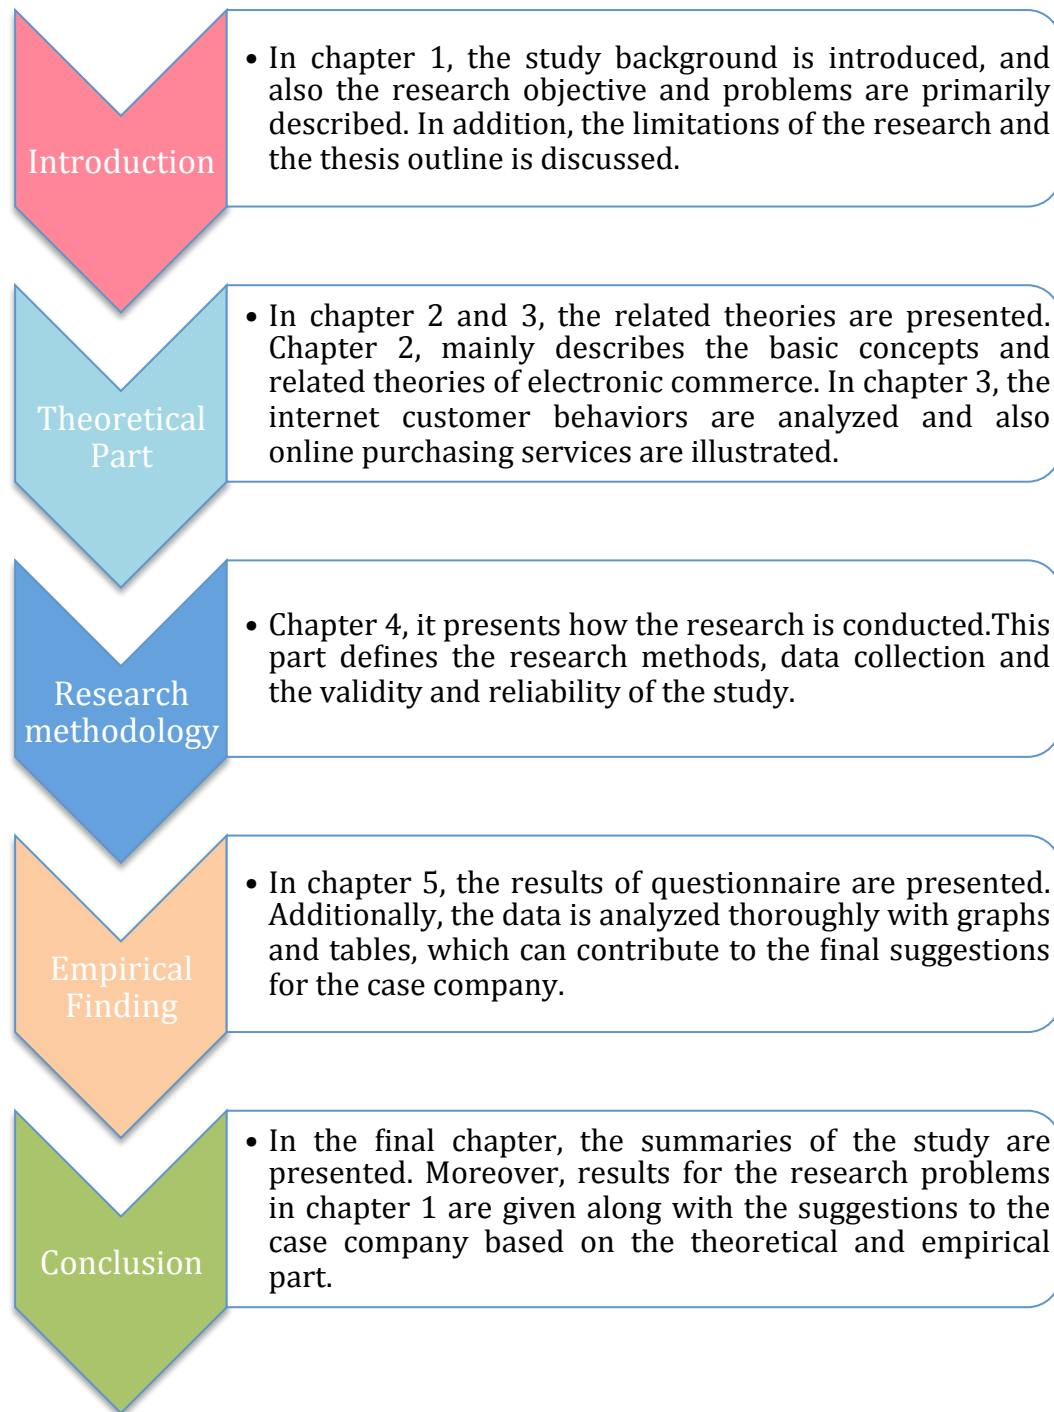 Introduction
• In chapter 1, the study background is introduced, and
also the research objective and problems are primarily
described. In addition, the limitations of the research and
the thesis outline is discussed.
Theoretical
Part
• In chapter 2 and 3, the related theories are presented.
Chapter 2, mainly describes the basic concepts and
related theories of electronic commerce. In chapter 3, the
internet customer behaviors are analyzed and also
online purchasing services are illustrated.
Research
methodology
• Chapter 4, it presents how the research is conducted.This
part defines the research methods, data collection and
the validity and reliability of the study.
Empirical
Finding
• In chapter 5, the results of questionnaire are presented.
Additionally, the data is analyzed thoroughly with graphs
and tables, which can contribute to the final suggestions
for the case company.
Conclusion
• In the final chapter, the summaries of the study are
presented. Moreover, results for the research problems
in chapter 1 are given along with the suggestions to the
case company based on the theoretical and empirical
part.